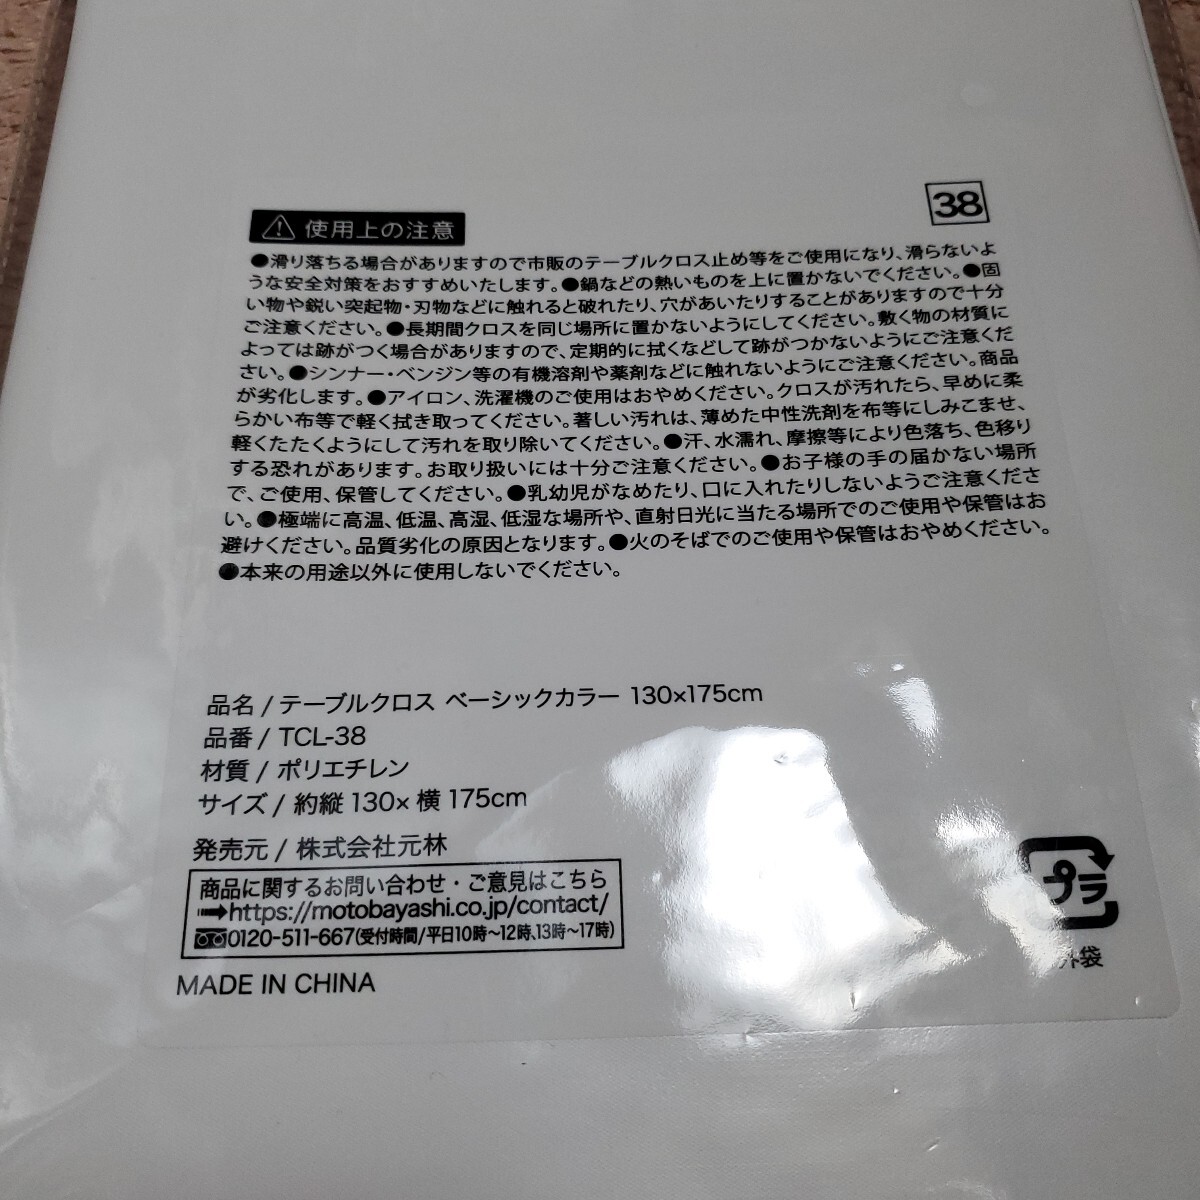 38
⚠ 使用上の注意
●滑り落ちる場合がありますので市販のテーブルクロス止め等をご使用になり、滑らないよ
うな安全対策をおすすめいたします。●鍋などの熱いものを上に置かないでください。●固
い物や鋭い突起物・刃物などに触れると破れたり、穴があいたりすることがありますので十分
ご注意ください。●長期間クロスを同じ場所に置かないようにしてください。敷く物の材質に
よっては跡がつく場合がありますので、定期的に拭くなどして跡がつかないようにご注意くだ
さい。●シンナー・ベンジン等の有機溶剤や薬剤などに触れないようにご注意ください。商品
が劣化します。●アイロン、洗濯機のご使用はおやめください。クロスが汚れたら、早めに柔
らかい布等で軽く拭き取ってください。著しい汚れは、薄めた中性洗剤を布等にしみこませ、
軽くたたくようにして汚れを取り除いてください。●汗、水濡れ、摩擦等により色落ち、色移り
する恐れがあります。お取り扱いには十分ご注意ください。●お子様の手の届かない場所
で、ご使用、保管してください。●乳幼児がなめたり、口に入れたりしないようご注意くださ
い。●極端に高温、低温、高湿、低湿な場所や、直射日光に当たる場所でのご使用や保管はお
避けください。品質劣化の原因となります。●火のそばでのご使用や保管はおやめください。
●本来の用途以外に使用しないでください。
品名 / テーブルクロス ベーシックカラー 130×175cm
品番 / TCL-38
材質 / ポリエチレン
サイズ / 約縦 130× 横 175cm
発売元 / 株式会社元林
商品に関するお問い合わせ・ご意見はこちら
➡https://motobayashi.co.jp/contact/
0120-511-667(受付時間/平日10時～12時、13時～17時)
MADE IN CHINA
プラ
外袋